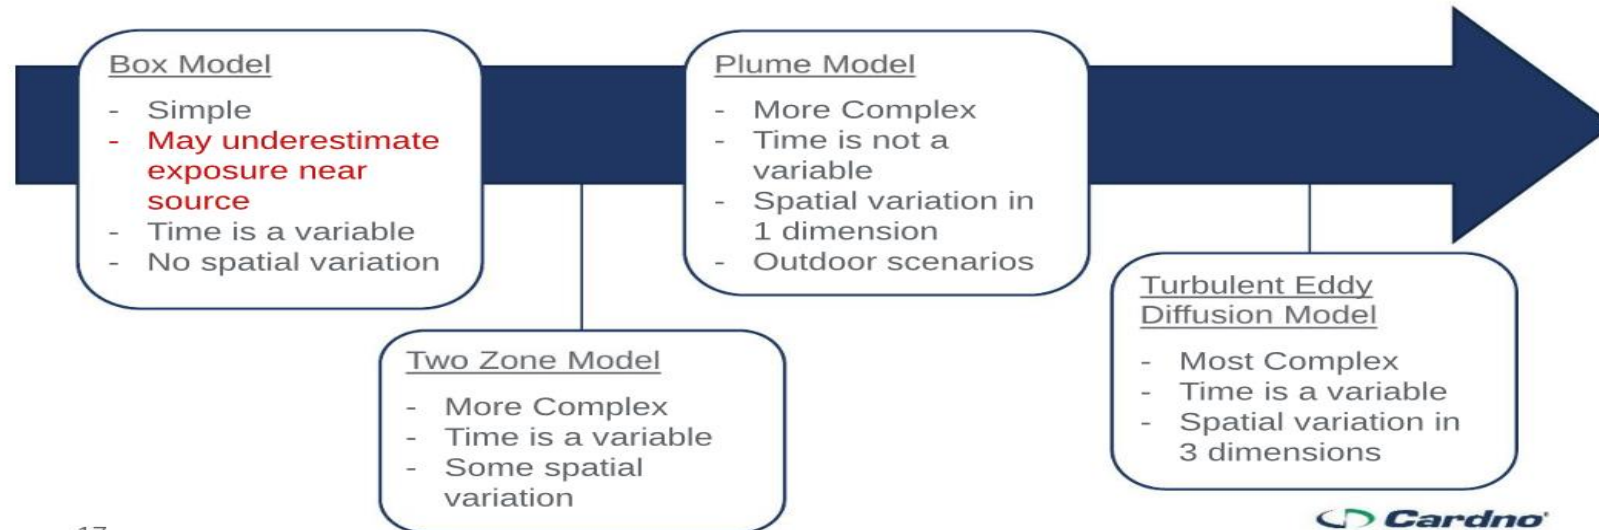 Box Model
- Simple
- May underestimate
exposure near
source
- Time is a variable
- No spatial variation
Two Zone Model
- More Complex
- Time is a variable
- Some spatial
variation
Plume Model
- More Complex
- Time is not a
variable
- Spatial variation in
1 dimension
- Outdoor scenarios
Turbulent Eddy
Diffusion Model
- Most Complex
- Time is a variable
- Spatial variation in
3 dimensions
17
Cardno